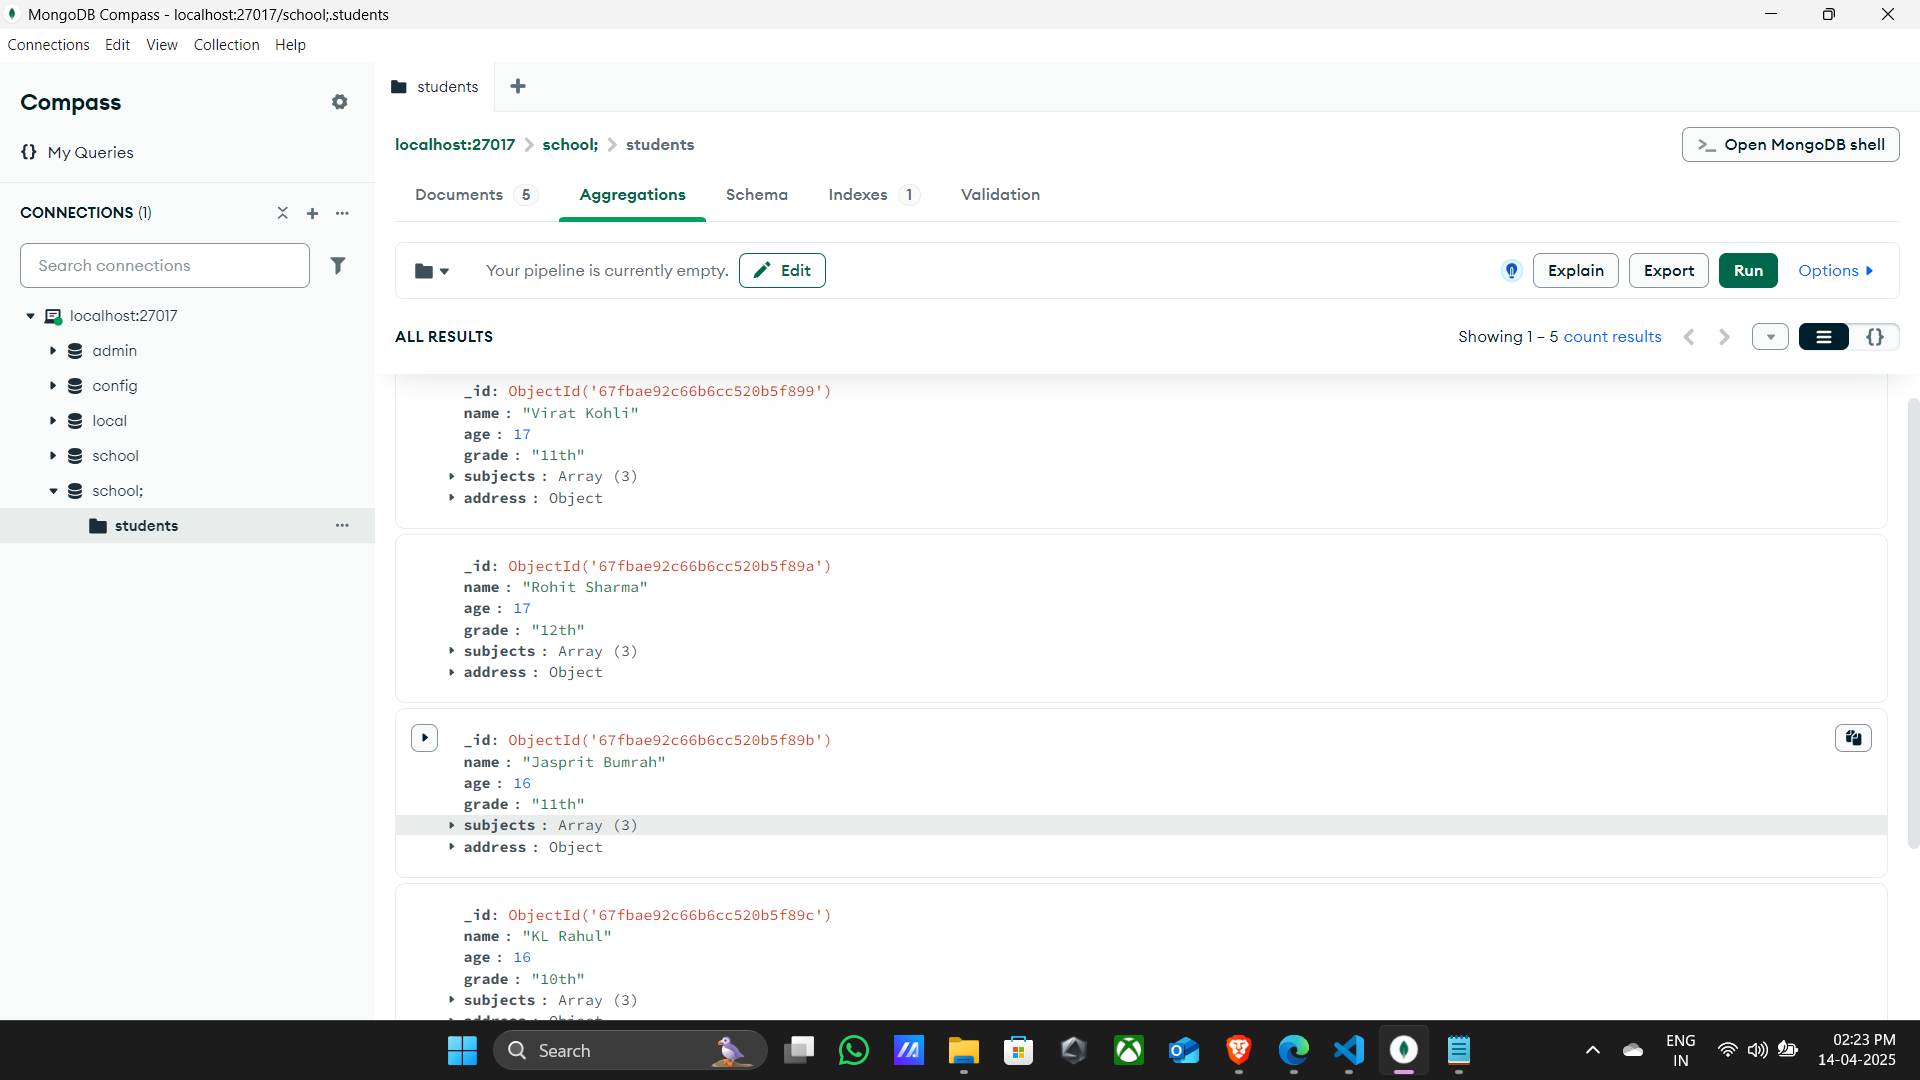 MongoDB Compass - localhost:27017/school;.students
Connections Edit View Collection Help
Compass
{} My Queries
CONNECTIONS (1)
Search connections
localhost:27017
admin
config
local
school
school;
students
students
localhost:27017 school; students
>_ Open MongoDB shell
Documents 5 Aggregations Schema Indexes 1 Validation
Your pipeline is currently empty. Edit Explain Export Run Options
ALL RESULTS
Showing 1 – 5 count results {}
_id: ObjectId('67fbae92c66b6cc520b5f899')
name : "Virat Kohli"
age : 17
grade : "11th"
subjects : Array (3)
address : Object
_id: ObjectId('67fbae92c66b6cc520b5f89a')
name : "Rohit Sharma"
age : 17
grade : "12th"
subjects : Array (3)
address : Object
_id: ObjectId('67fbae92c66b6cc520b5f89b')
name : "Jasprit Bumrah"
age : 16
grade : "11th"
subjects : Array (3)
address : Object
_id: ObjectId('67fbae92c66b6cc520b5f89c')
name : "KL Rahul"
age : 16
grade : "10th"
subjects : Array (3)
address : Object
Search
ENG
IN
02:23 PM
14-04-2025